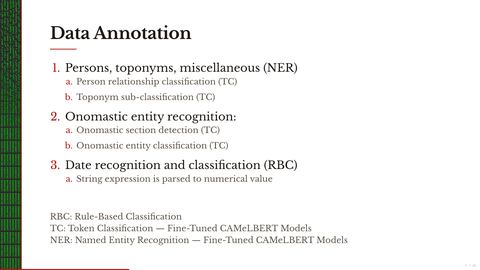 Data Annotation
1. Persons, toponyms, miscellaneous (NER)
a. Person relationship classification (TC)
b. Toponym sub-classification (TC)
2. Onomastic entity recognition:
a. Onomastic section detection (TC)
b. Onomastic entity classification (TC)
3. Date recognition and classification (RBC)
a. String expression is parsed to numerical value
RBC: Rule-Based Classification
TC: Token Classification — Fine-Tuned CAMeLBERT Models
NER: Named Entity Recognition — Fine-Tuned CAMeLBERT Models